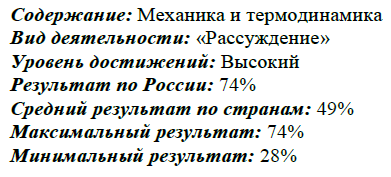 Содержание: Механика и термодинамика
Вид деятельности: «Рассуждение»
Уровень достижений: Высокий
Результат по России: 74%
Средний результат по странам: 49%
Максимальный результат: 74%
Минимальный результат: 28%